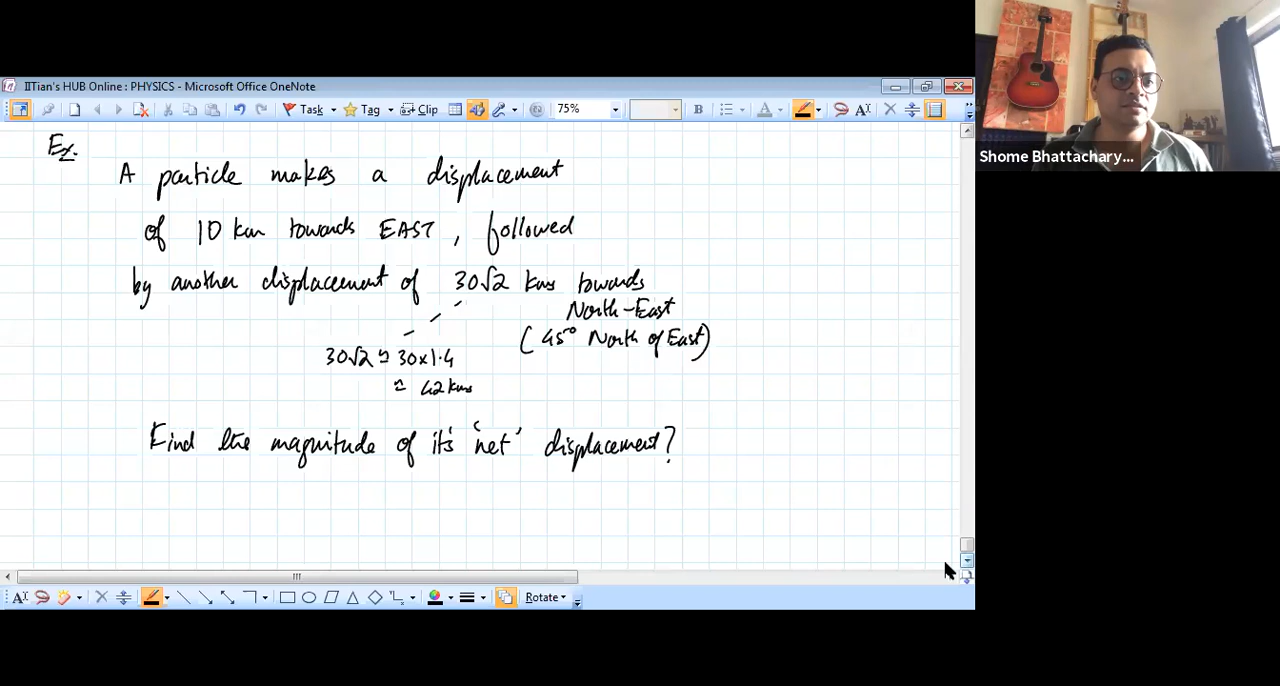 IITian's HUB Online : PHYSICS - Microsoft Office OneNote
Task Tag Clip 75% B
Ex.
A particle makes a displacement
of 10 km towards EAST, followed
by another displacement of 30√2 kms towards
North-East
(45° North of East)
30√2 ≃ 30×1.4
≃ 42 kms
Find the magnitude of it's 'net' displacement?
Rotate
Shome Bhattachary...